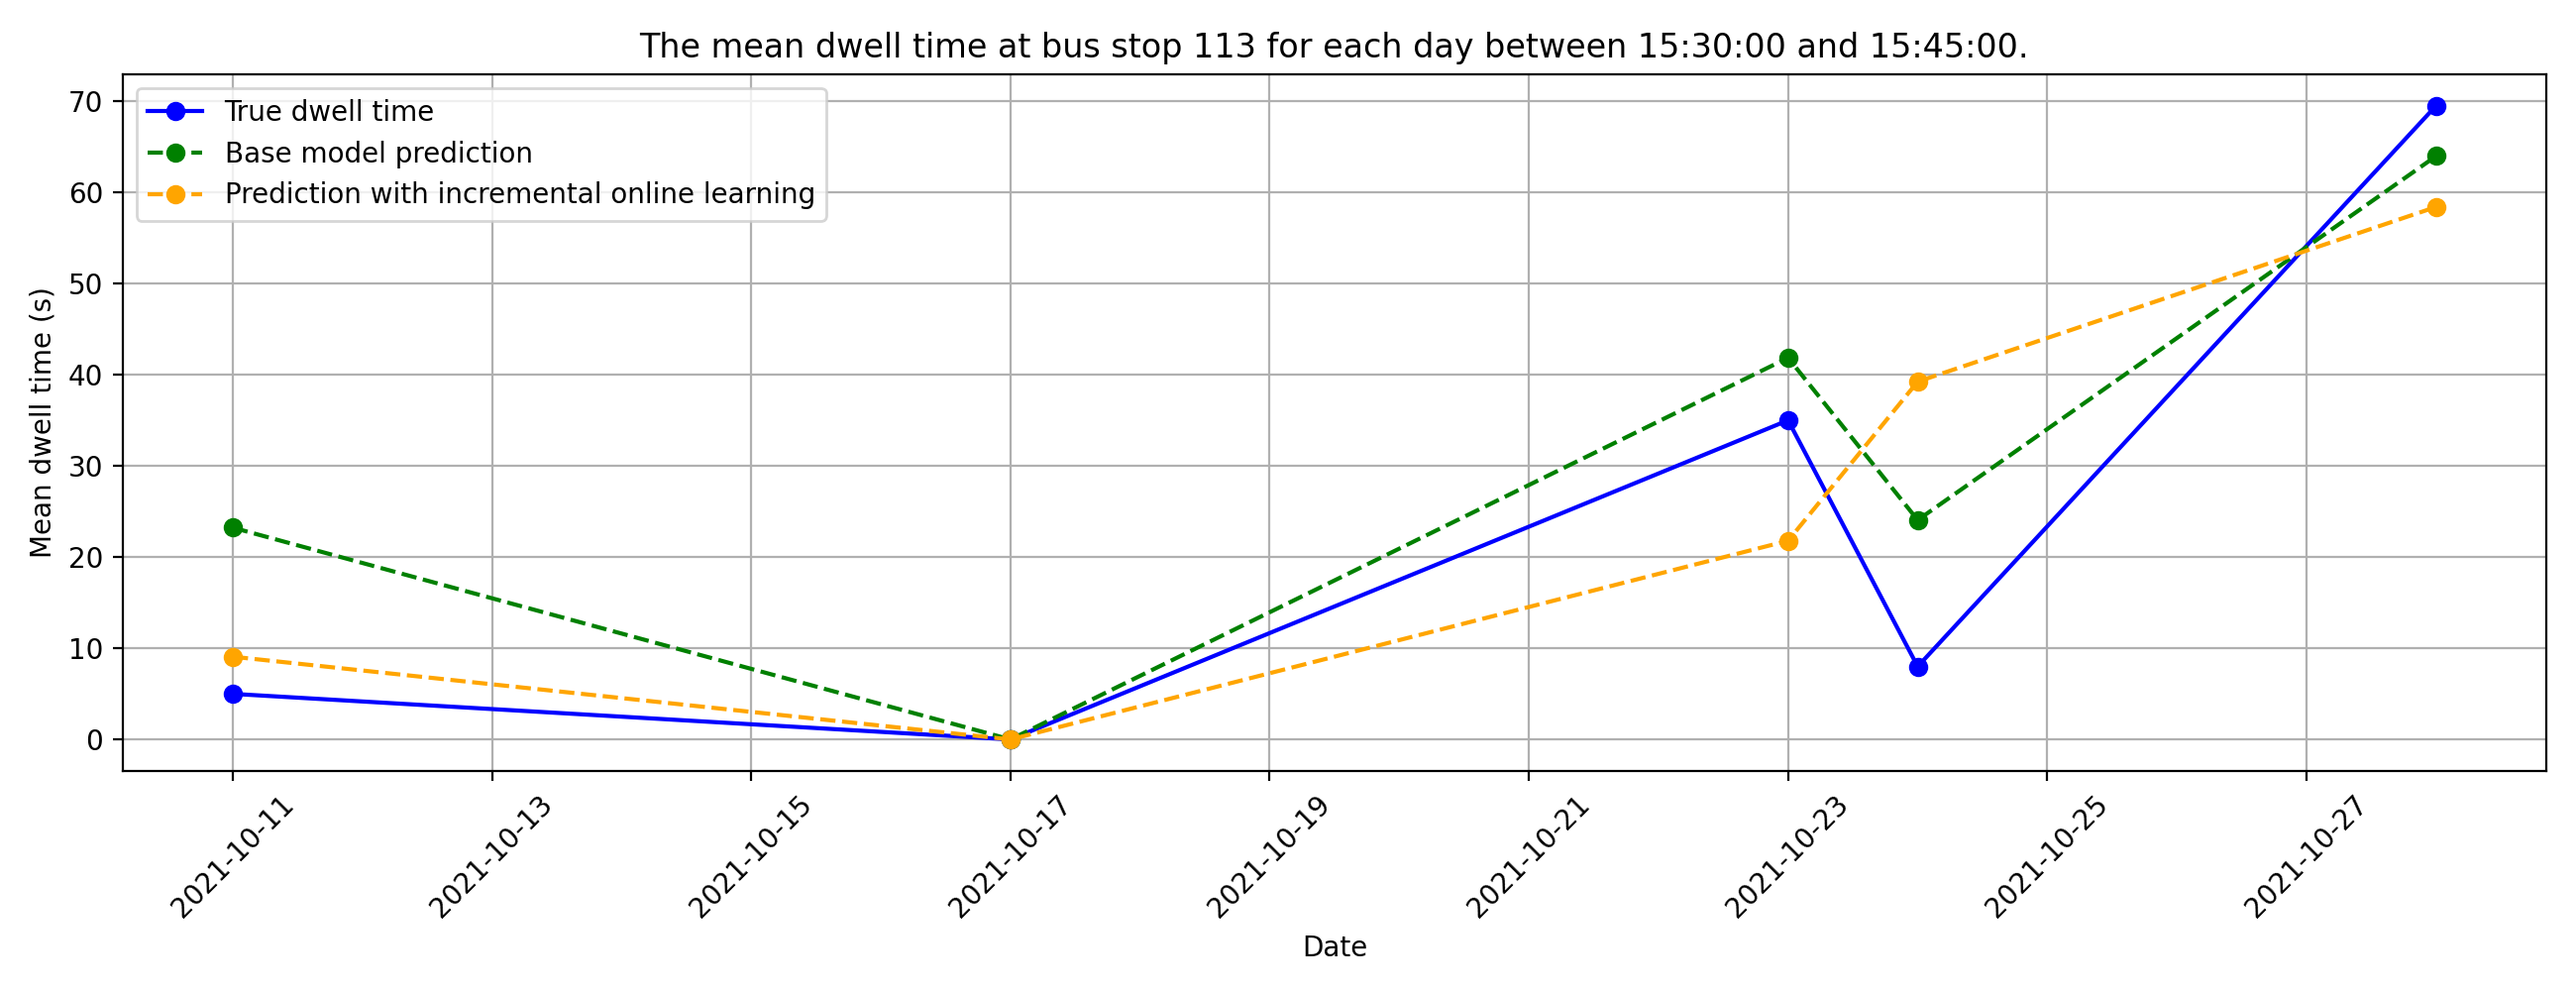 The mean dwell time at bus stop 113 for each day between 15:30:00 and 15:45:00.
True dwell time
Base model prediction
Prediction with incremental online learning
Mean dwell time (s)
70
60
50
40
30
20
10
0
2021-10-11
2021-10-13
2021-10-15
2021-10-17
2021-10-19
2021-10-21
2021-10-23
2021-10-25
2021-10-27
Date